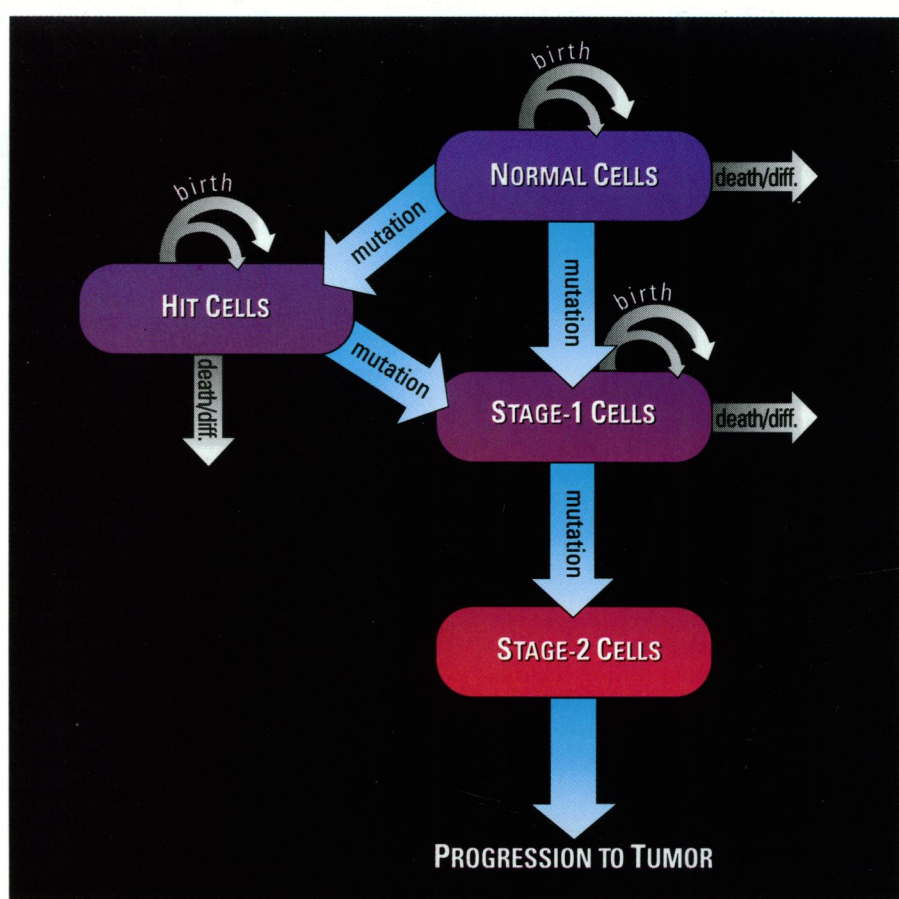 birth
NORMAL CELLS
death/diff.
mutation
birth
HIT CELLS
mutation
birth
mutation
death/diff.
STAGE-1 CELLS
death/diff.
mutation
STAGE-2 CELLS
PROGRESSION TO TUMOR